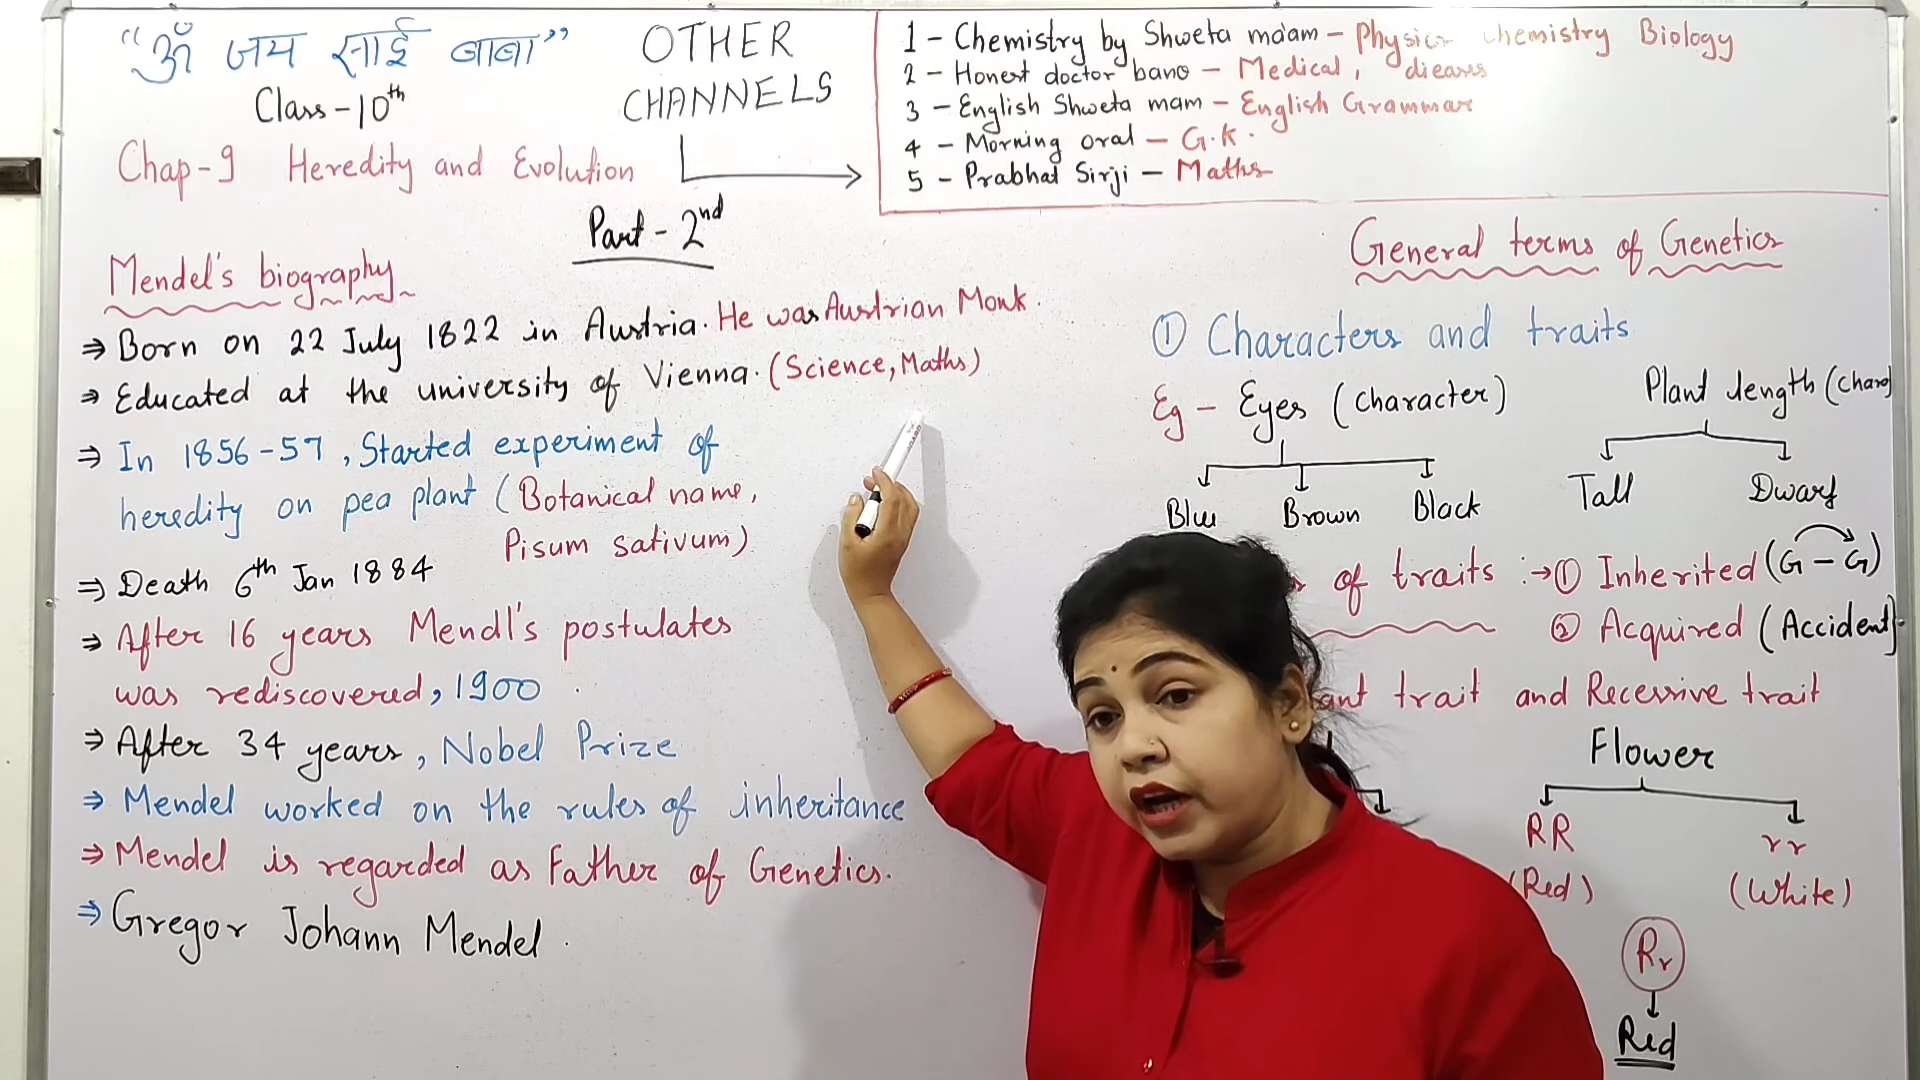 "ॐ जय साईं बाबा"
Class-10th
Chap-9 Heredity and Evolution
Part-2nd
OTHER
CHANNELS
1 - Chemistry by Shweta ma'am - Physics chemistry Biology
2 - Honest doctor bano - Medical, dieares
3 - English Shweta mam - English Grammar
4 - Morning oral - G.K.
5 - Prabhat Sirji - Maths
Mendel's biography
⇒ Born on 22 July 1822 in Austria. He was Austrian Monk.
⇒ Educated at the university of Vienna. (Science, Maths)
⇒ In 1856-57, Started experiment of
heredity on pea plant (Botanical name,
Pisum sativum)
⇒ Death 6th Jan 1884
⇒ After 16 years Mendl's postulates
was rediscovered, 1900
⇒ After 34 years, Nobel Prize
⇒ Mendel worked on the rules of inheritance
⇒ Mendel is regarded as Father of Genetics.
⇒ Gregor Johann Mendel.
General terms of Genetics
① Characters and traits
Eg - Eyes (character)
Blue Brown Black
Plant length (Chara
Tall Dwarf
of traits :→ ① Inherited (G - G)
② Acquired (Accident)
trait and Recessive trait
Flower
RR rr
(Red) (White)
Rr
Red